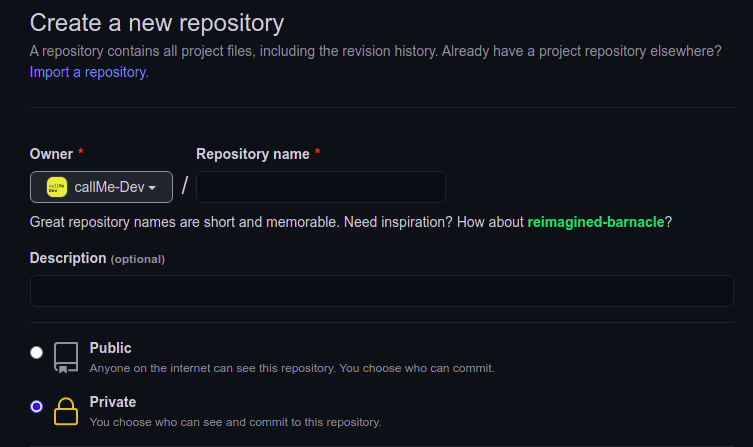 Create a new repository
A repository contains all project files, including the revision history. Already have a project repository elsewhere?
Import a repository.
Owner * Repository name *
callMe Dev callMe-Dev /
Great repository names are short and memorable. Need inspiration? How about reimagined-barnacle?
Description (optional)
Public
Anyone on the internet can see this repository. You choose who can commit.
Private
You choose who can see and commit to this repository.